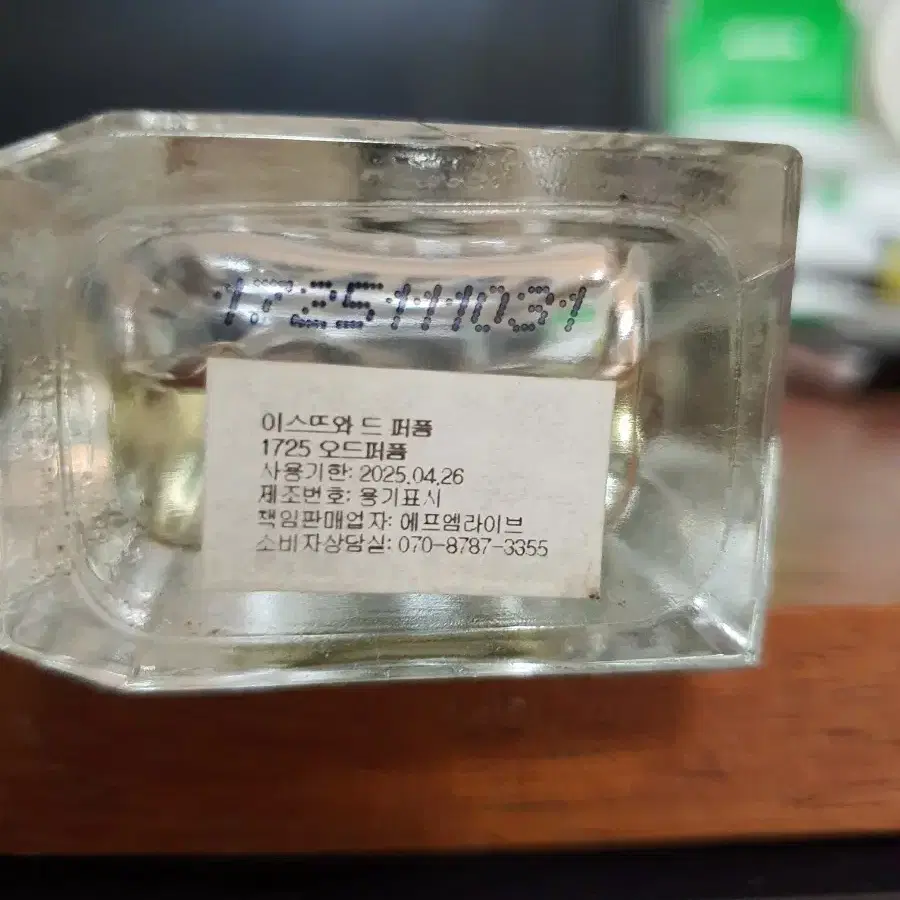 17.25111031
이스뜨와 드 퍼퓸
1725 오드퍼퓸
사용기한: 2025.04.26
제조번호: 용기표시
책임판매업자: 에프엠라이브
소비자상담실: 070-8787-3355